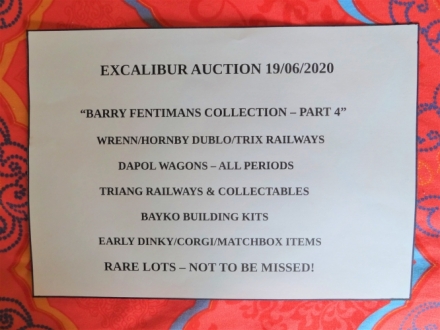 EXCALIBUR AUCTION 19/06/2020
“BARRY FENTIMANS COLLECTION – PART 4”
WRENN/HORNBY DUBLO/TRIX RAILWAYS
DAPOL WAGONS – ALL PERIODS
TRIANG RAILWAYS & COLLECTABLES
BAYKO BUILDING KITS
EARLY DINKY/CORGI/MATCHBOX ITEMS
RARE LOTS – NOT TO BE MISSED!